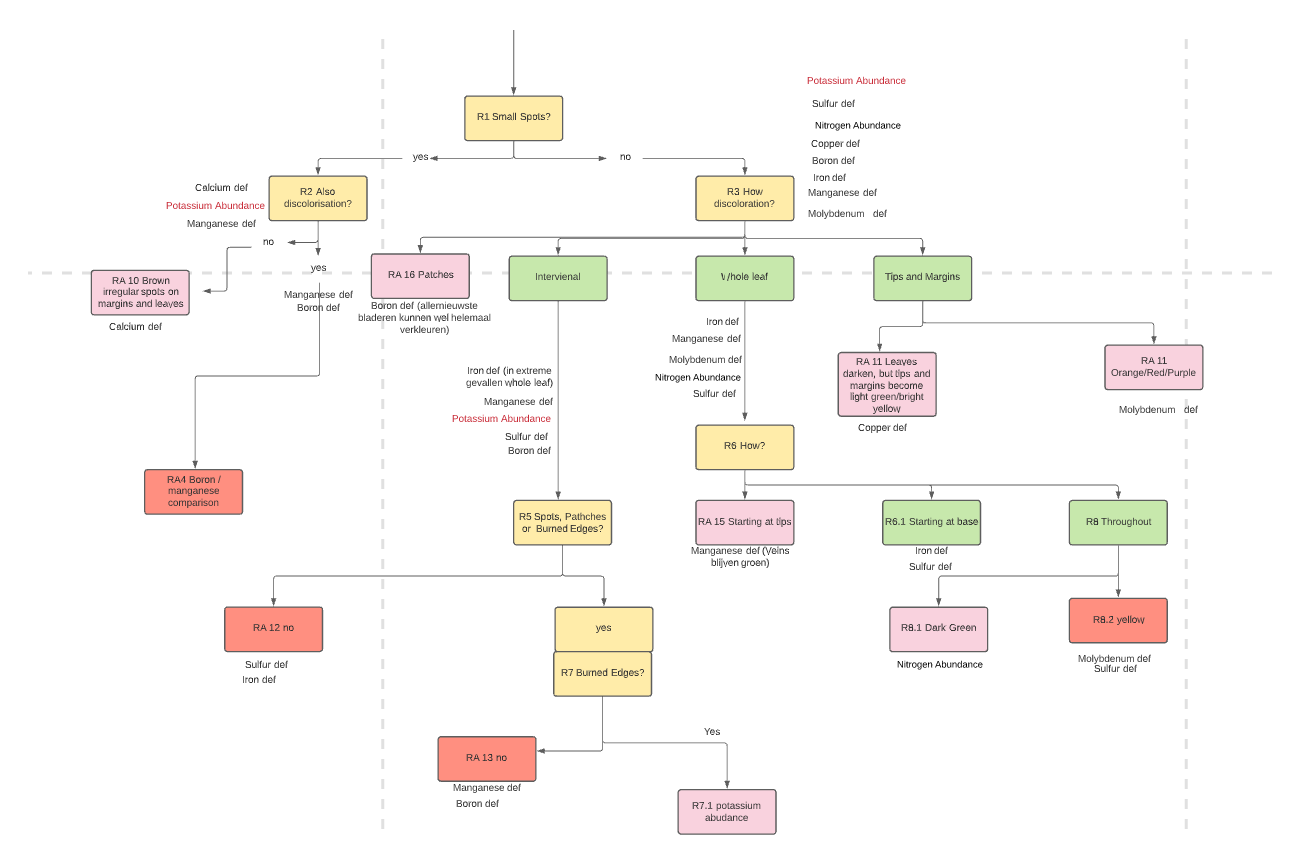 Potassium Abundance
Sulfur def
Nitrogen Abundance
Copper def
Boron def
Iron def
Manganese def
Molybdenum def
R1 Small Spots?
yes
no
Calcium def
Potassium Abundance
Manganese def
R2 Also
discolorisation?
R3 How
discoloration?
no
yes
RA 10 Brown
irregular spots on
margins and leaves
Calcium def
Manganese def
Boron def
RA 16 Patches
Boron def (allernieuwste
bladeren kunnen wel helemaal
verkleuren)
Intervienal
Whole leaf
Tips and Margins
Iron def
Manganese def
Molybdenum def
Nitrogen Abundance
Sulfur def
RA 11 Leaves
darken, but tips and
margins become
light green/bright
yellow
Copper def
RA 11
Orange/Red/Purple
Molybdenum def
Iron def (in extreme
gevallen whole leaf)
Manganese def
Potassium Abundance
Sulfur def
Boron def
R6 How?
RA4 Boron /
manganese
comparison
R5 Spots, Pathches
or Burned Edges?
RA 15 Starting at tips
Manganese def (Veins
blijven groen)
R6.1 Starting at base
Iron def
Sulfur def
R8 Throughout
RA 12 no
Sulfur def
Iron def
yes
R7 Burned Edges?
R8.1 Dark Green
Nitrogen Abundance
R8.2 yellow
Molybdenum def
Sulfur def
Yes
RA 13 no
Manganese def
Boron def
R7.1 potassium
abudance